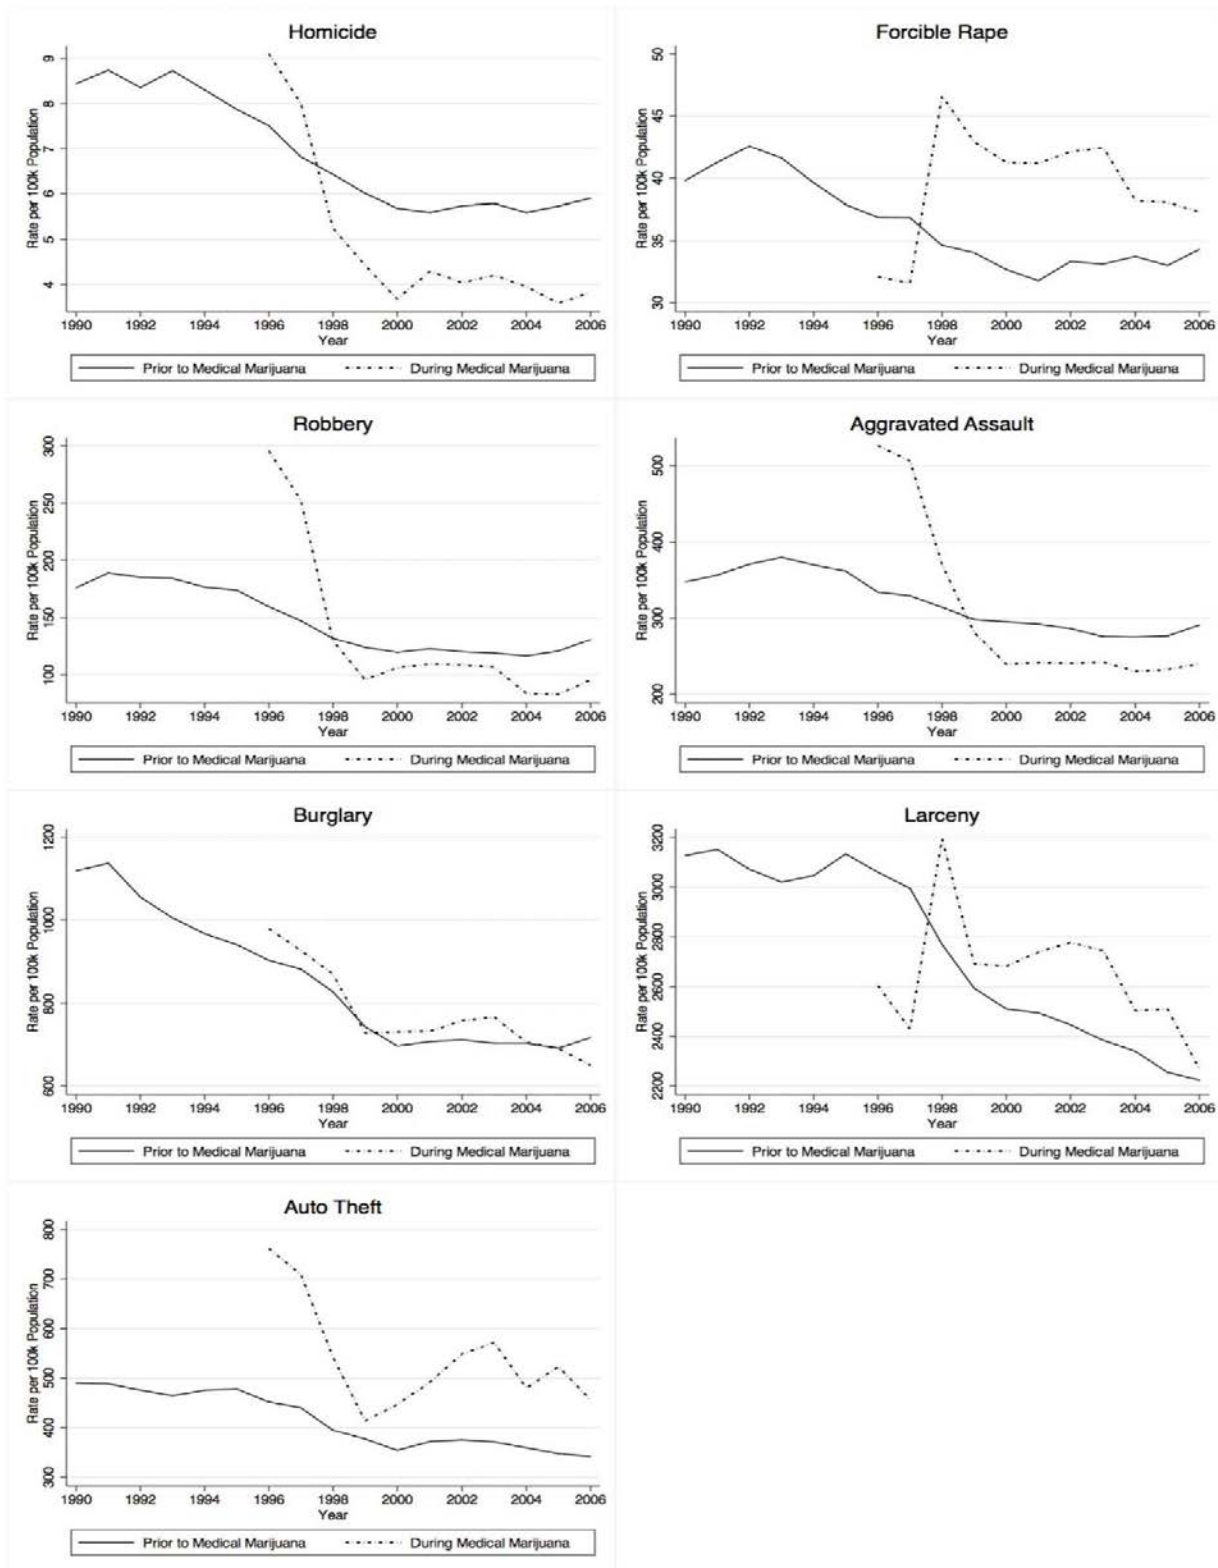 Homicide
Rate per 100k Population
9
8
7
6
5
4
1990 1992 1994 1996 1998 2000 2002 2004 2006
Year
Prior to Medical Marijuana During Medical Marijuana
Forcible Rape
Rate per 100k Population
50
45
40
35
30
1990 1992 1994 1996 1998 2000 2002 2004 2006
Year
Prior to Medical Marijuana During Medical Marijuana
Robbery
Rate per 100k Population
300
250
200
150
100
1990 1992 1994 1996 1998 2000 2002 2004 2006
Year
Prior to Medical Marijuana During Medical Marijuana
Aggravated Assault
Rate per 100k Population
500
400
300
200
1990 1992 1994 1996 1998 2000 2002 2004 2006
Year
Prior to Medical Marijuana During Medical Marijuana
Burglary
Rate per 100k Population
1200
1000
800
600
1990 1992 1994 1996 1998 2000 2002 2004 2006
Year
Prior to Medical Marijuana During Medical Marijuana
Larceny
Rate per 100k Population
3200
3000
2800
2600
2400
2200
1990 1992 1994 1996 1998 2000 2002 2004 2006
Year
Prior to Medical Marijuana During Medical Marijuana
Auto Theft
Rate per 100k Population
800
700
600
500
400
300
1990 1992 1994 1996 1998 2000 2002 2004 2006
Year
Prior to Medical Marijuana During Medical Marijuana